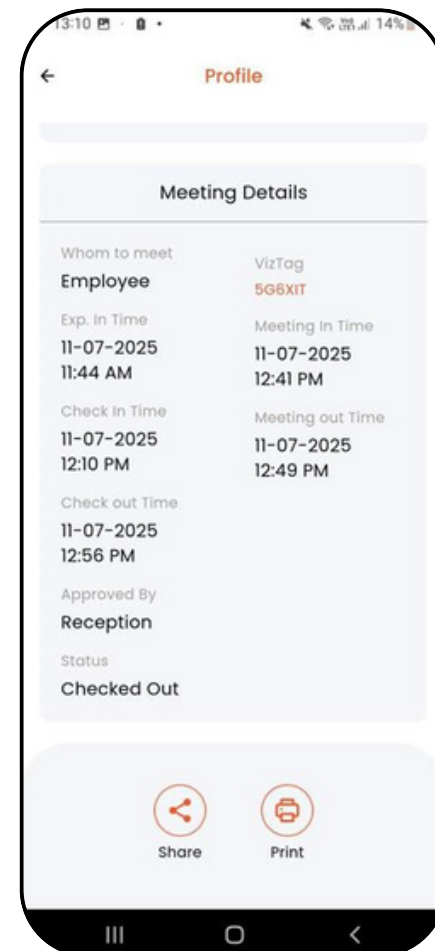 13:10
14%
Profile
Meeting Details
Whom to meet
Employee
VizTag
5G6XIT
Exp. In Time
11-07-2025
11:44 AM
Meeting In Time
11-07-2025
12:41 PM
Check In Time
11-07-2025
12:10 PM
Meeting out Time
11-07-2025
12:49 PM
Check out Time
11-07-2025
12:56 PM
Approved By
Reception
Status
Checked Out
Share
Print